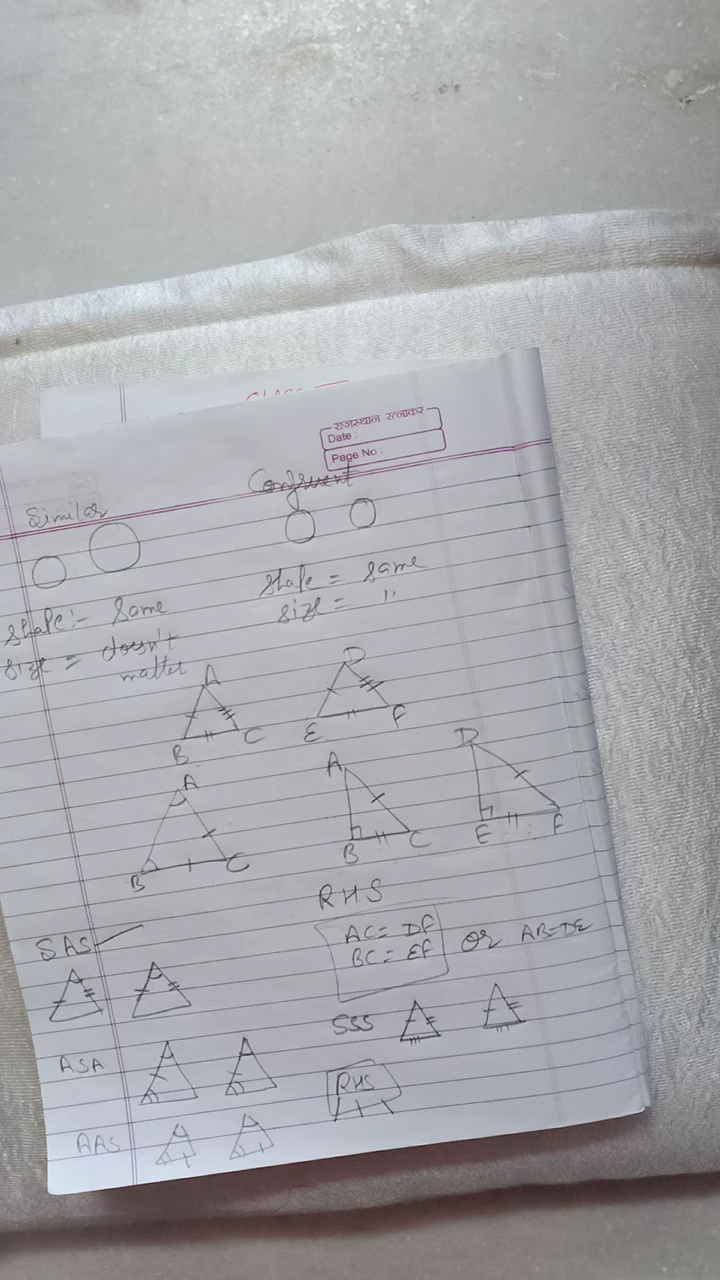 राजस्थान रत्नाकर
Date :
Page No :
Similar
Congruent
Shape :- Same
Size = doesn't
matter
Shape = Same
Size = "
A
B
C
D
E
F
A
B
C
A
B
C
D
E
F
RHS
AC = DF
BC = EF
or AB=DE
SAS
SSS
ASA
RHS
AAS